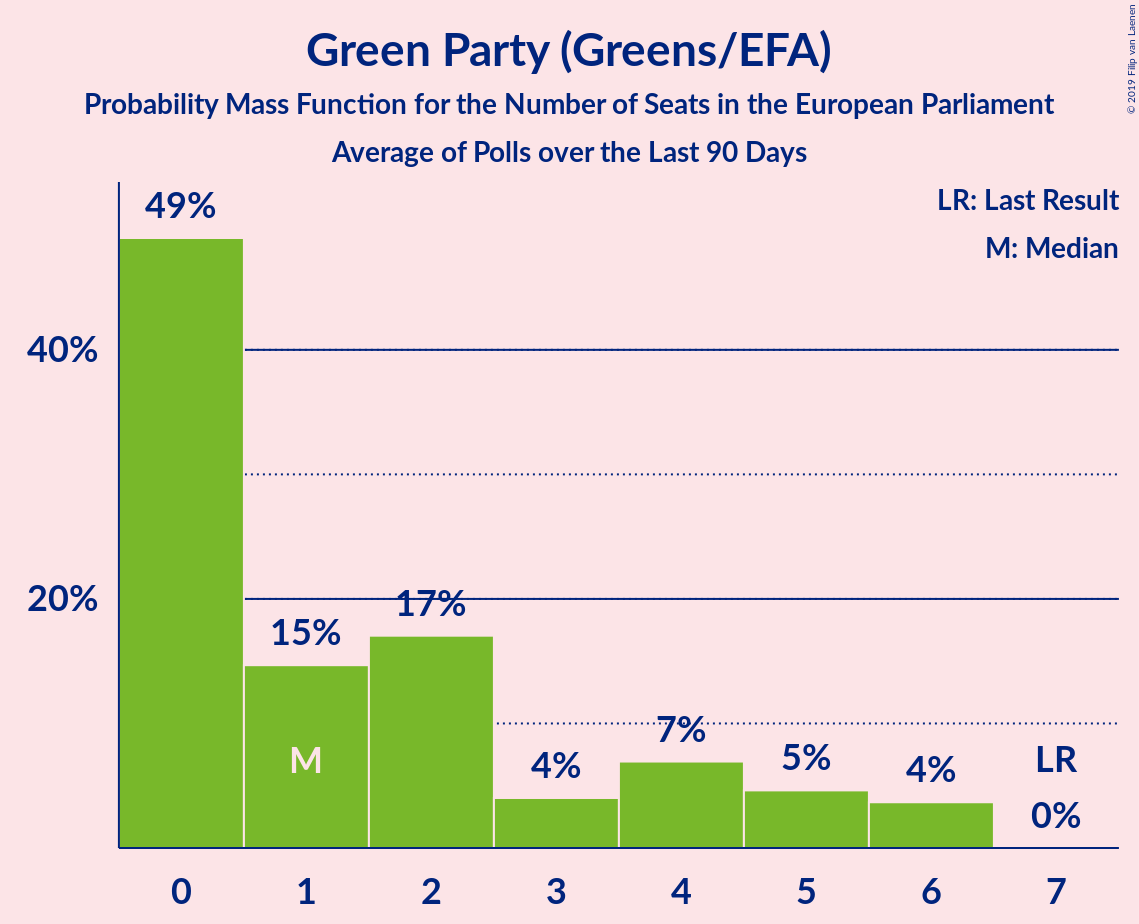 Green Party (Greens/EFA)
Probability Mass Function for the Number of Seats in the European Parliament
Average of Polls over the Last 90 Days
© 2019 Filip van Laenen
LR: Last Result
M: Median
49%
40%
20%
17%
15%
M
7%
4%
5%
4%
LR
0%
0 1 2 3 4 5 6 7